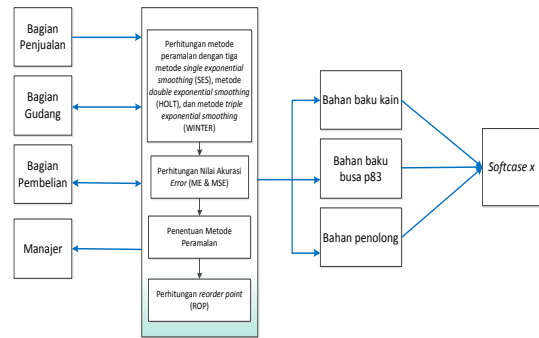 Bagian
Penjualan
Bagian
Gudang
Bagian
Pembelian
Manajer
Perhitungan metode
peramalan dengan tiga
metode single exponential
smoothing (SES), metode
double exponential smoothing
(HOLT), dan metode triple
exponential smoothing
(WINTER)
Perhitungan Nilai Akurasi
Error (ME & MSE)
Penentuan Metode
Peramalan
Perhitungan reorder point
(ROP)
Bahan baku kain
Bahan baku
busa p83
Bahan penolong
Softcase x